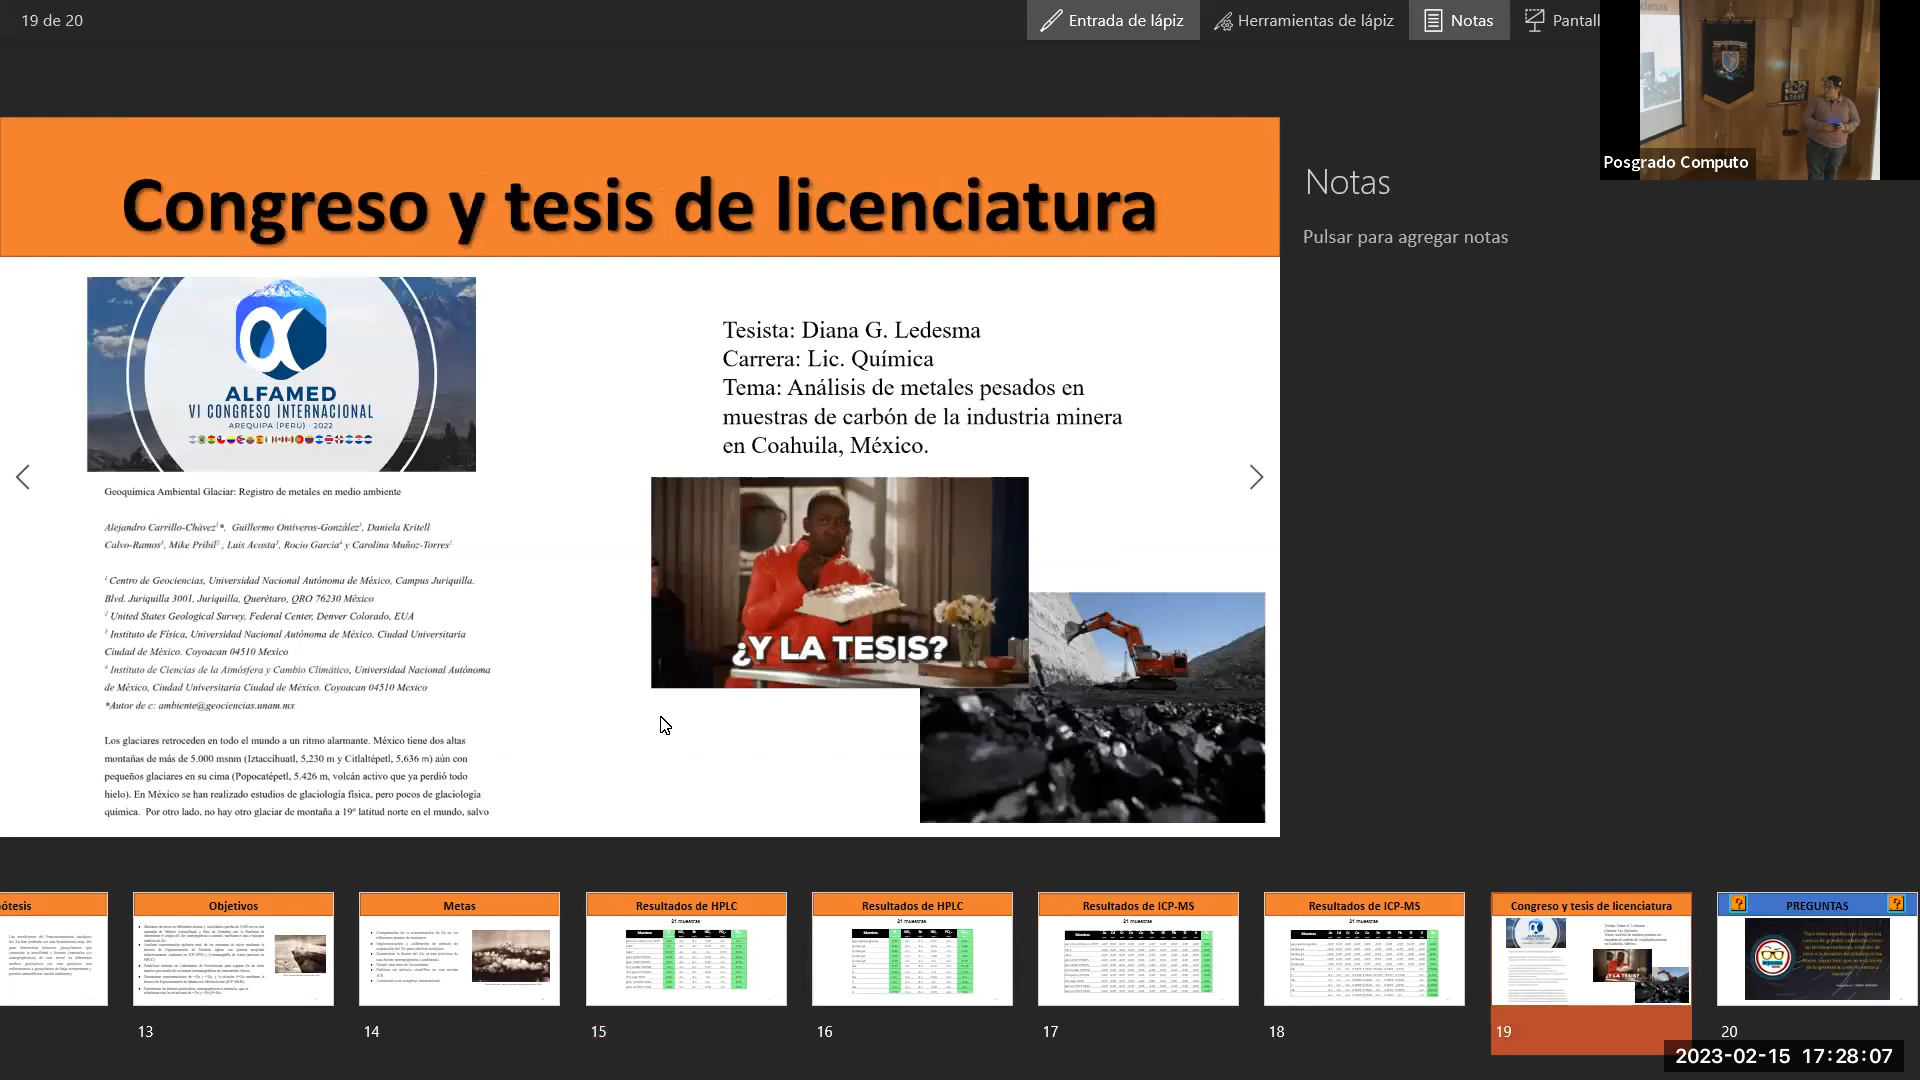 19 de 20
Entrada de lápiz
Herramientas de lápiz
Notas
Pantall
Posgrado Computo
Congreso y tesis de licenciatura
Notas
Pulsar para agregar notas
ALFAMED
VI CONGRESO INTERNACIONAL
AREQUIPA (PERÚ) · 2022
Tesista: Diana G. Ledesma
Carrera: Lic. Química
Tema: Análisis de metales pesados en
muestras de carbón de la industria minera
en Coahuila, México.
Geoquímica Ambiental Glaciar: Registro de metales en medio ambiente
Alejandro Carrillo-Chávez¹*, Guillermo Ontiveros-González¹, Daniela Kritell
Calvo-Ramos¹, Mike Pribil², Luis Acosta³, Rocio Garcia⁴ y Carolina Muñoz-Torres¹
¹ Centro de Geociencias, Universidad Nacional Autónoma de México, Campus Juriquilla.
Blvd. Juriquilla 3001, Juriquilla, Querétaro, QRO 76230 México
² United States Geological Survey, Federal Center, Denver Colorado, EUA
³ Instituto de Física, Universidad Nacional Autónoma de México, Ciudad Universitaria
Ciudad de México. Coyoacan 04510 Mexico
⁴ Instituto de Ciencias de la Atmósfera y Cambio Climático, Universidad Nacional Autónoma
de México, Ciudad Universitaria Ciudad de México. Coyoacan 04510 Mexico
*Autor de c: ambiente@geociencias.unam.mx
Los glaciares retroceden en todo el mundo a un ritmo alarmante. México tiene dos altas
montañas de más de 5.000 msnm (Iztaccíhuatl, 5,230 m y Citlaltépetl, 5,636 m) aún con
pequeños glaciares en su cima (Popocatépetl, 5.426 m, volcán activo que ya perdió todo
hielo). En México se han realizado estudios de glaciología física, pero pocos de glaciología
química. Por otro lado, no hay otro glaciar de montaña a 19º latitud norte en el mundo, salvo
¿Y LA TESIS?
ótesis
Objetivos
Metas
Resultados de HPLC
21 muestras
Resultados de HPLC
21 muestras
Resultados de ICP-MS
21 muestras
Resultados de ICP-MS
21 muestras
Congreso y tesis de licenciatura
PREGUNTAS
13
14
15
16
17
18
19
20
2023-02-15 17:28:07